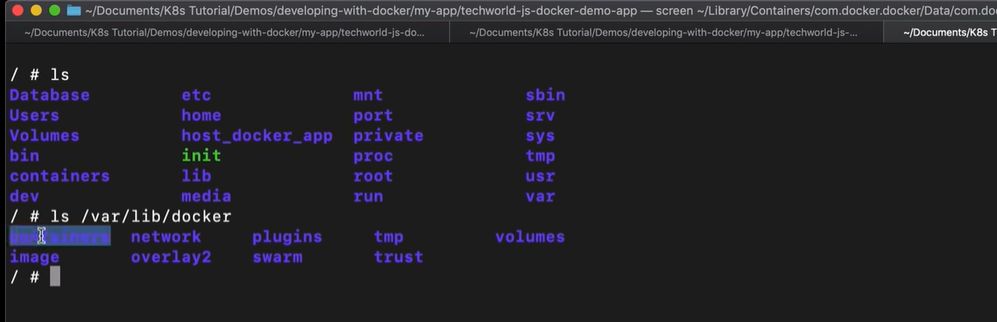 ~/Documents/K8s Tutorial/Demos/developing-with-docker/my-app/techworld-js-docker-demo-app — screen ~/Library/Containers/com.docker.docker/Data/com.do
~/Documents/K8s Tutorial/Demos/developing-with-docker/my-app/techworld-js-do... ~/Documents/K8s Tutorial/Demos/developing-with-docker/my-app/techworld-js-... ~/Documents/K8s T
/ # ls
Database etc mnt sbin
Users home port srv
Volumes host_docker_app private sys
bin init proc tmp
containers lib root usr
dev media run var
/ # ls /var/lib/docker
containers network plugins tmp volumes
image overlay2 swarm trust
/ #